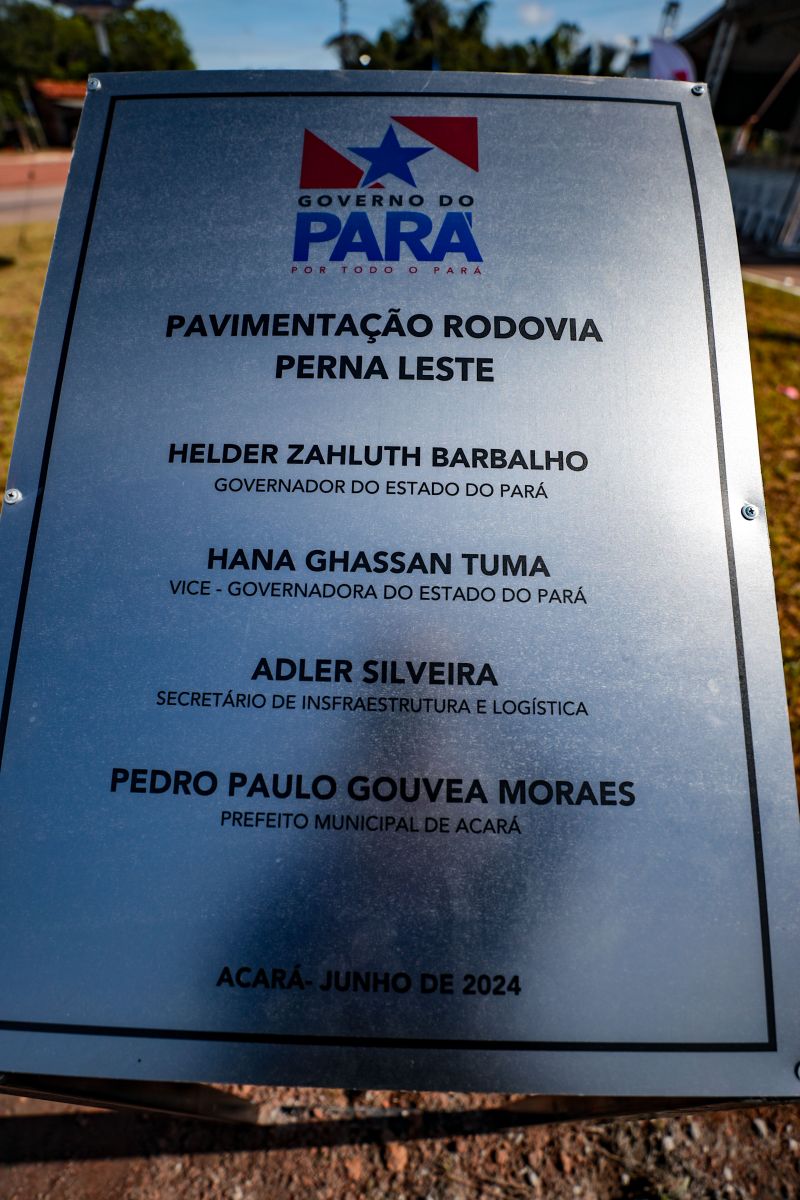 GOVERNO DO
PARÁ
POR TODO O PARÁ
PAVIMENTAÇÃO RODOVIA
PERNA LESTE
HELDER ZAHLUTH BARBALHO
GOVERNADOR DO ESTADO DO PARÁ
HANA GHASSAN TUMA
VICE - GOVERNADORA DO ESTADO DO PARÁ
ADLER SILVEIRA
SECRETÁRIO DE INSFRAESTRUTURA E LOGÍSTICA
PEDRO PAULO GOUVEA MORAES
PREFEITO MUNICIPAL DE ACARÁ
ACARÁ- JUNHO DE 2024